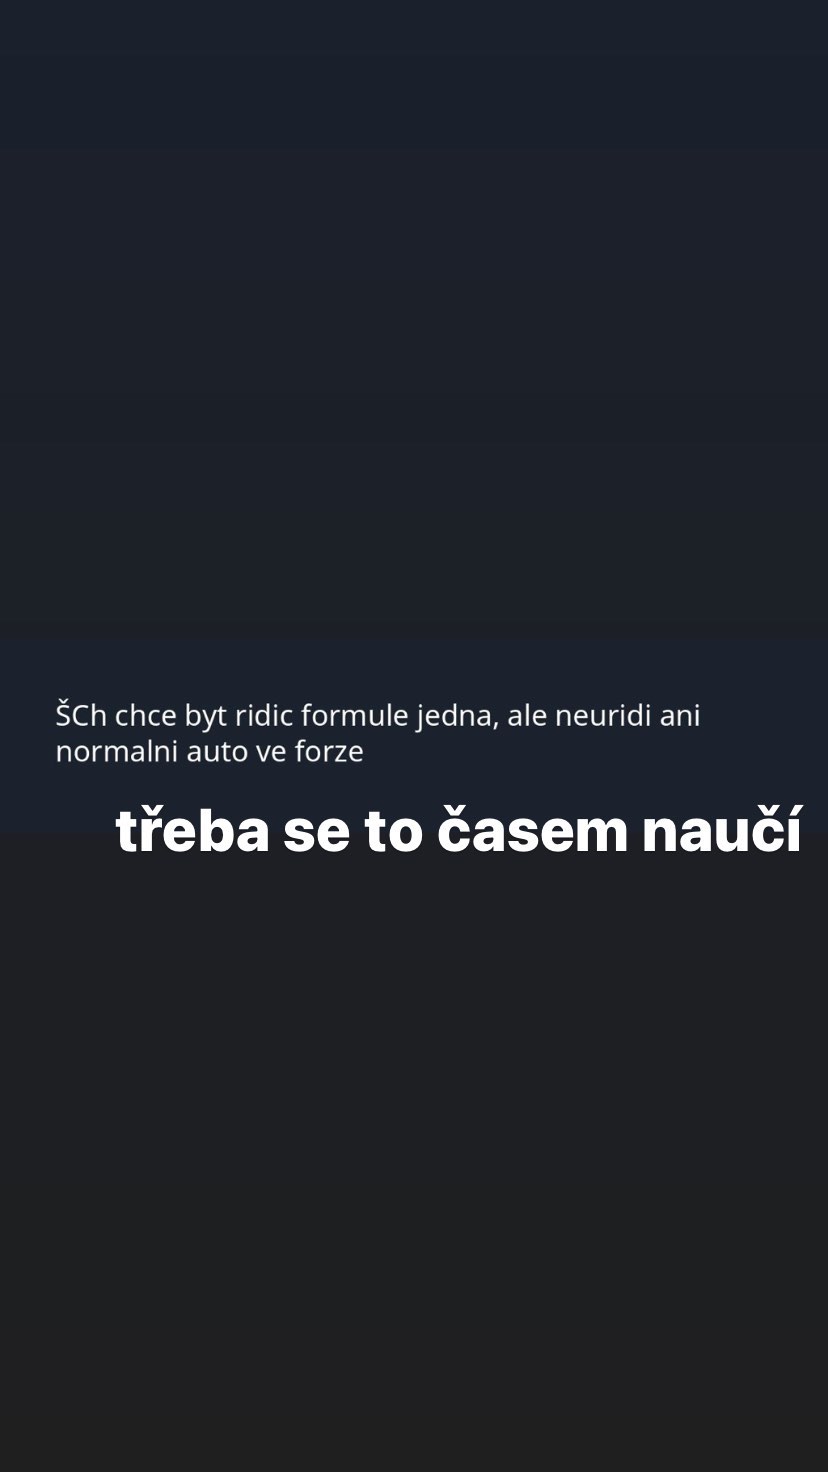 ŠCh chce byt ridic formule jedna, ale neuridi ani
normalni auto ve forze
třeba se to časem naučí